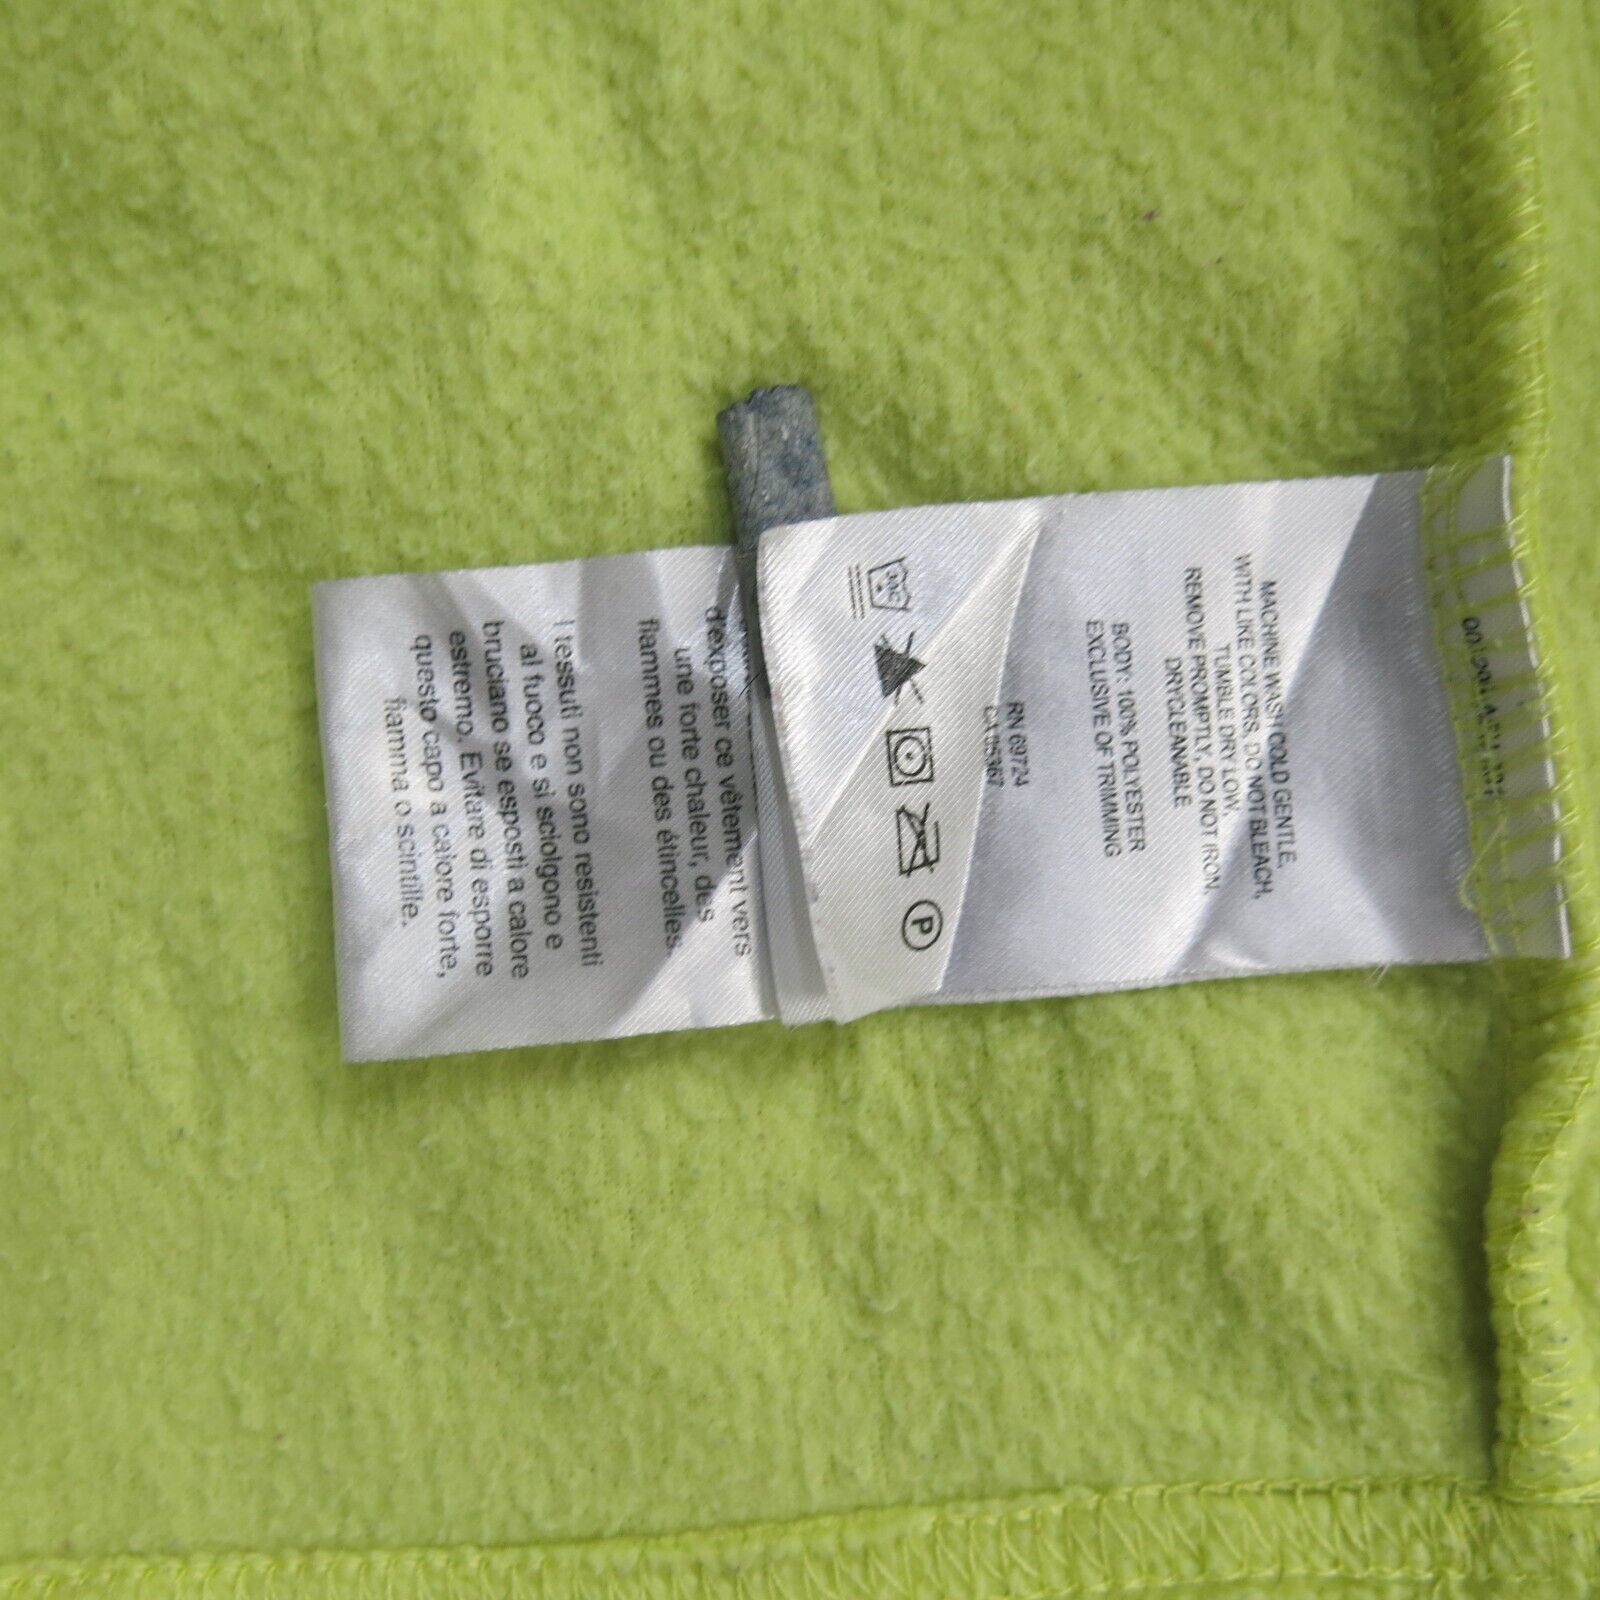 MACHINE WASH COLD GENTLE.
WITH LIKE COLORS. DO NOT BLEACH,
TUMBLE DRY LOW,
REMOVE PROMPTLY, DO NOT IRON,
DRYCLEANABLE
BODY: 100% POLYESTER
EXCLUSIVE OF TRIMMING
RN 69724
CA 05367
30C
P
d'exposer ce vêtement vers
une forte chaleur, des
flammes ou des étincelles.
I tessuti non sono resistenti
al fuoco e si sciolgono e
bruciano se esposti a calore
estremo. Evitare di esporre
questo capo a calore forte,
fiamma o scintille.